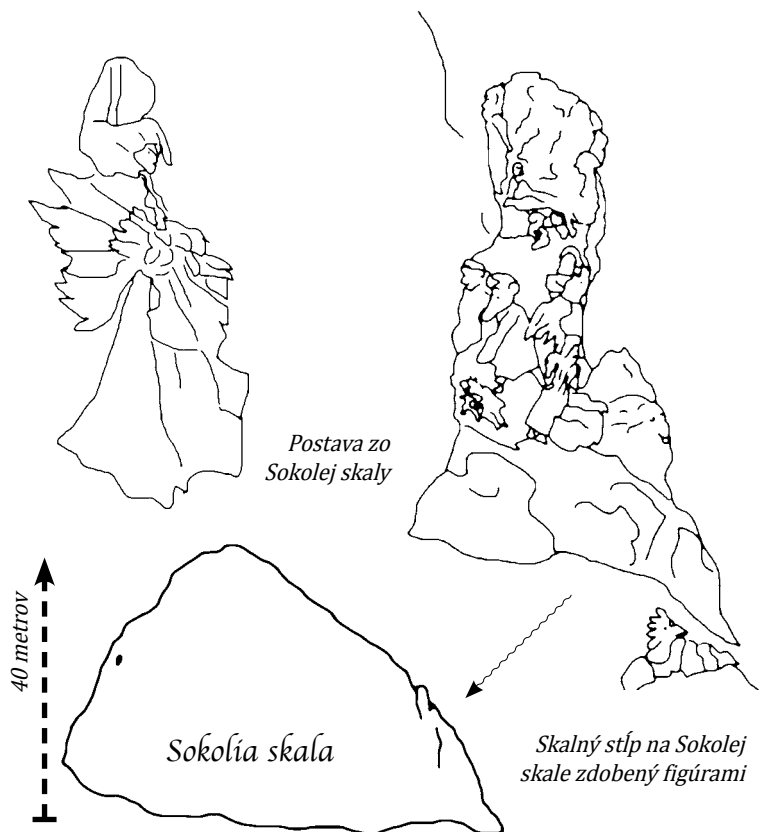 Postava zo
Sokolej skaly
40 metrov
Sokolia skala
Skalný stĺp na Sokolej
skale zdobený figúrami